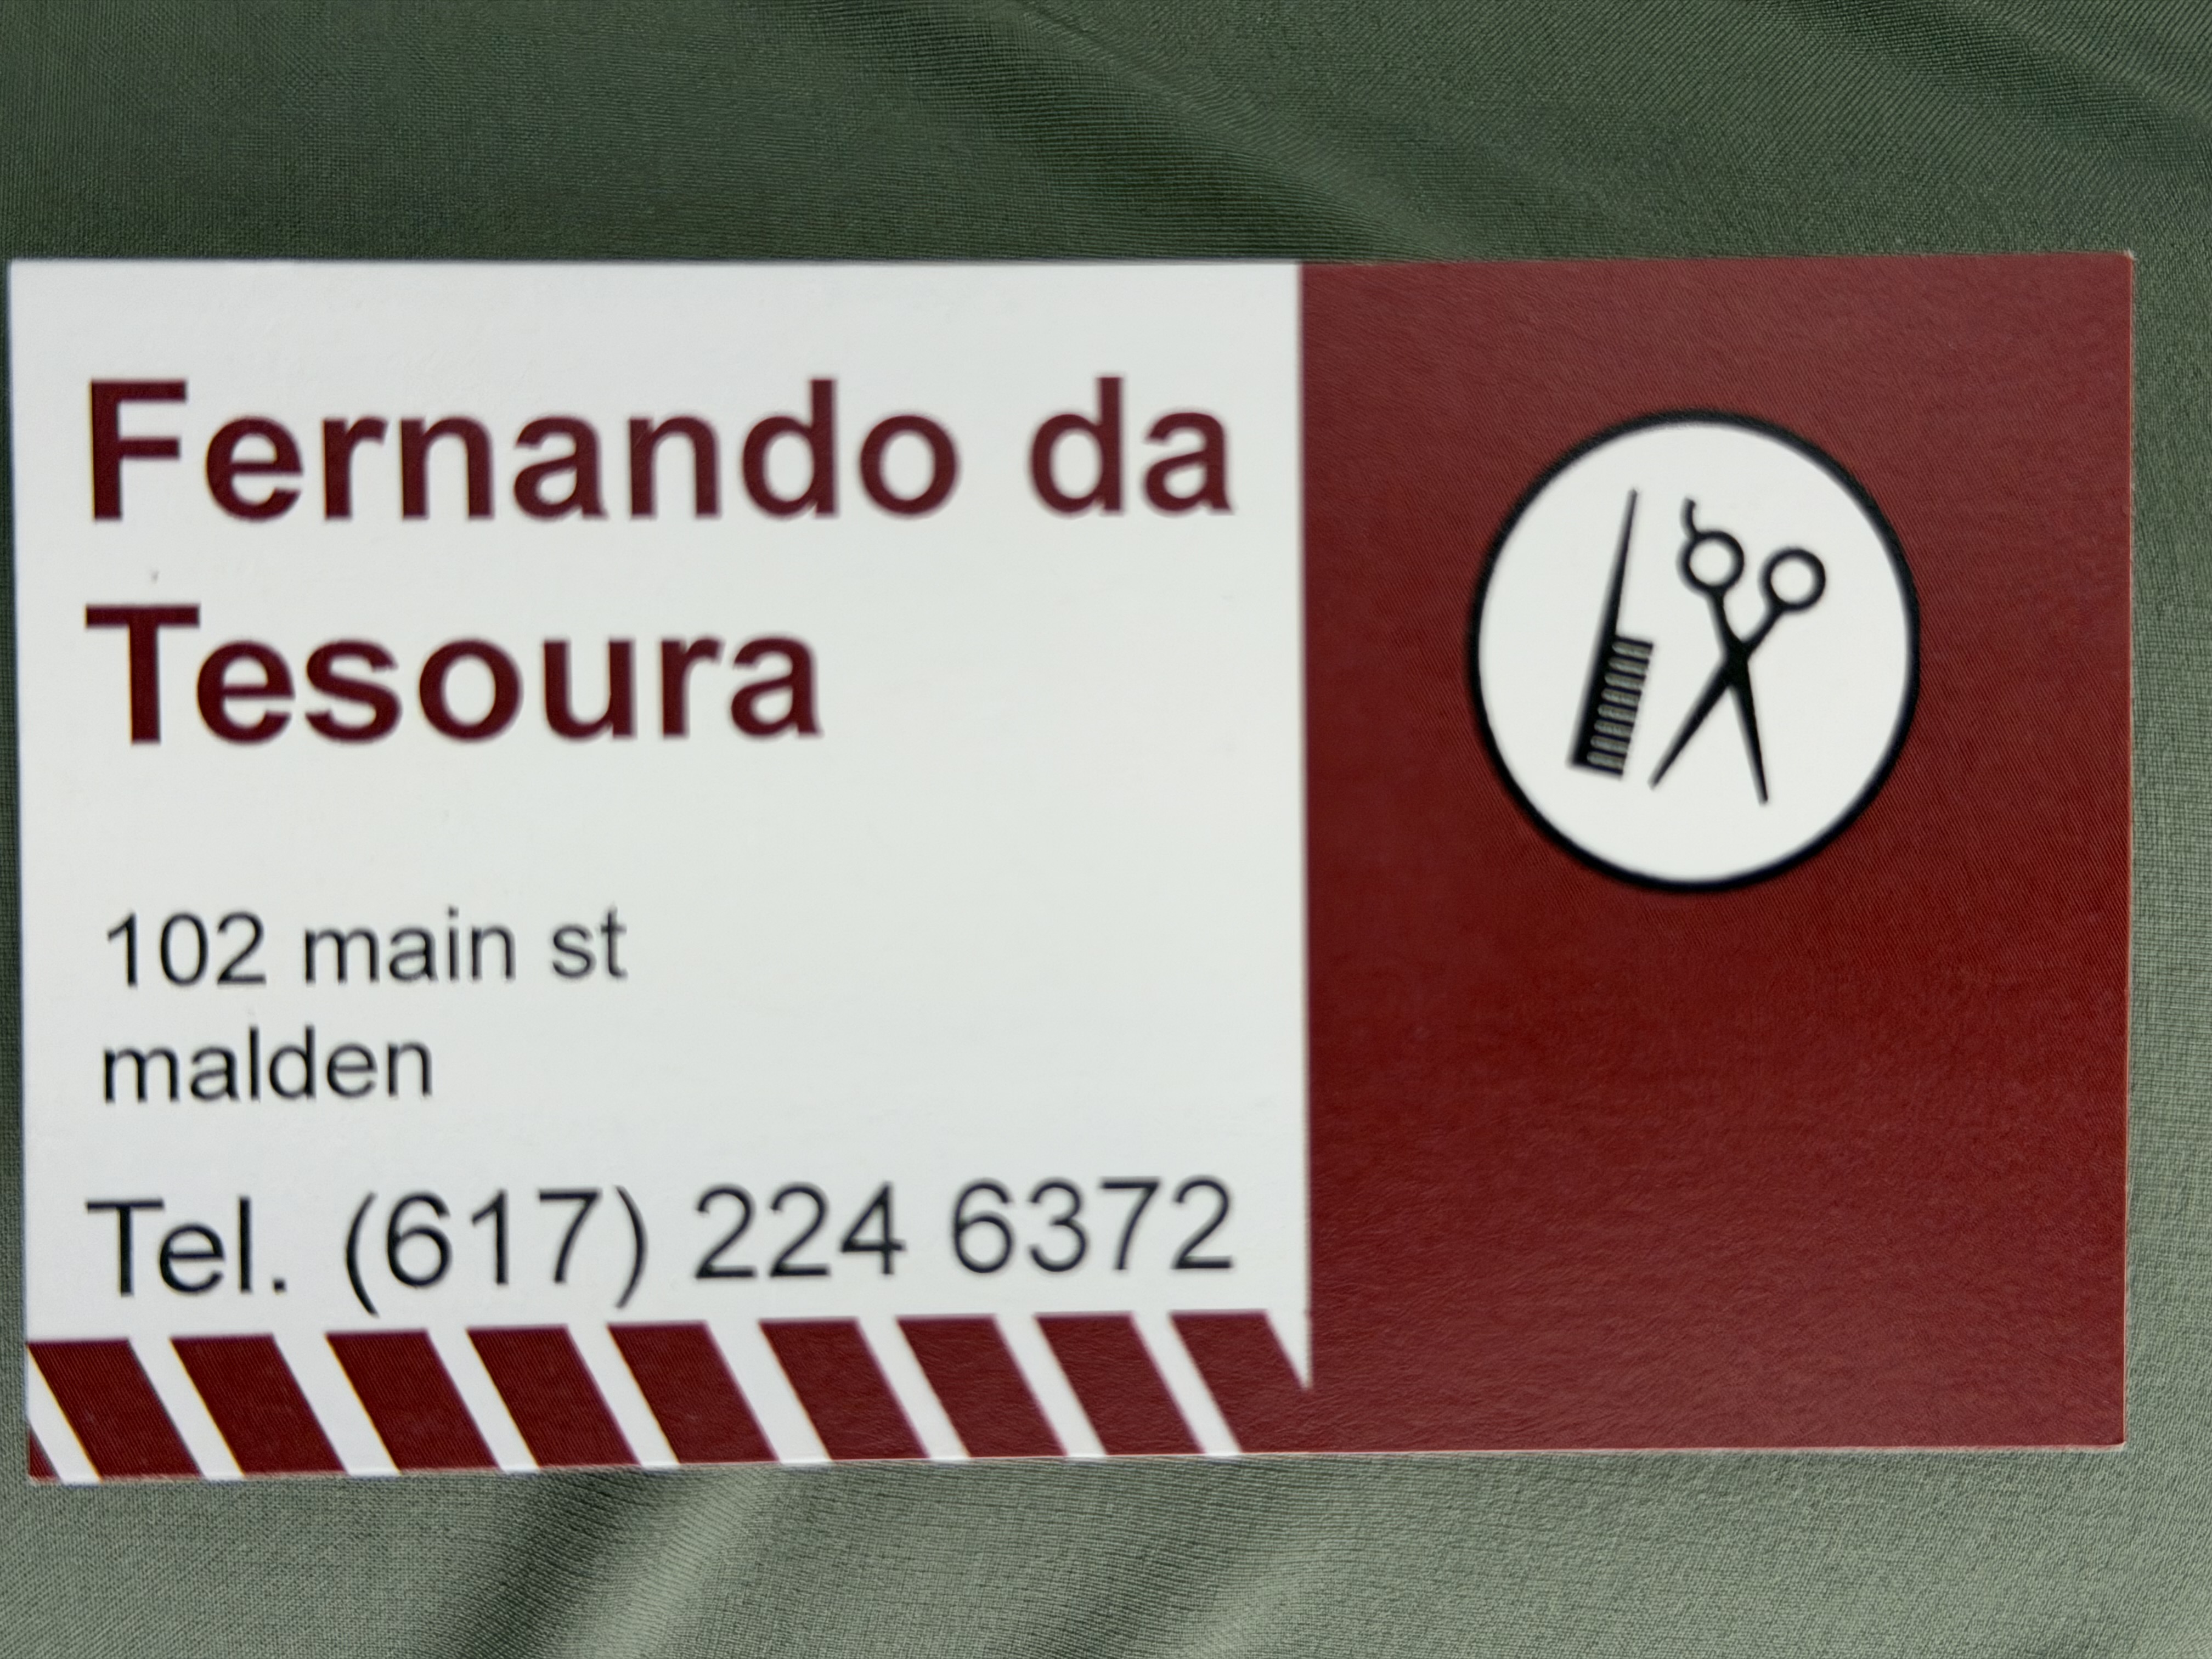 Fernando da
Tesoura
102 main st
malden
Tel. (617) 224 6372